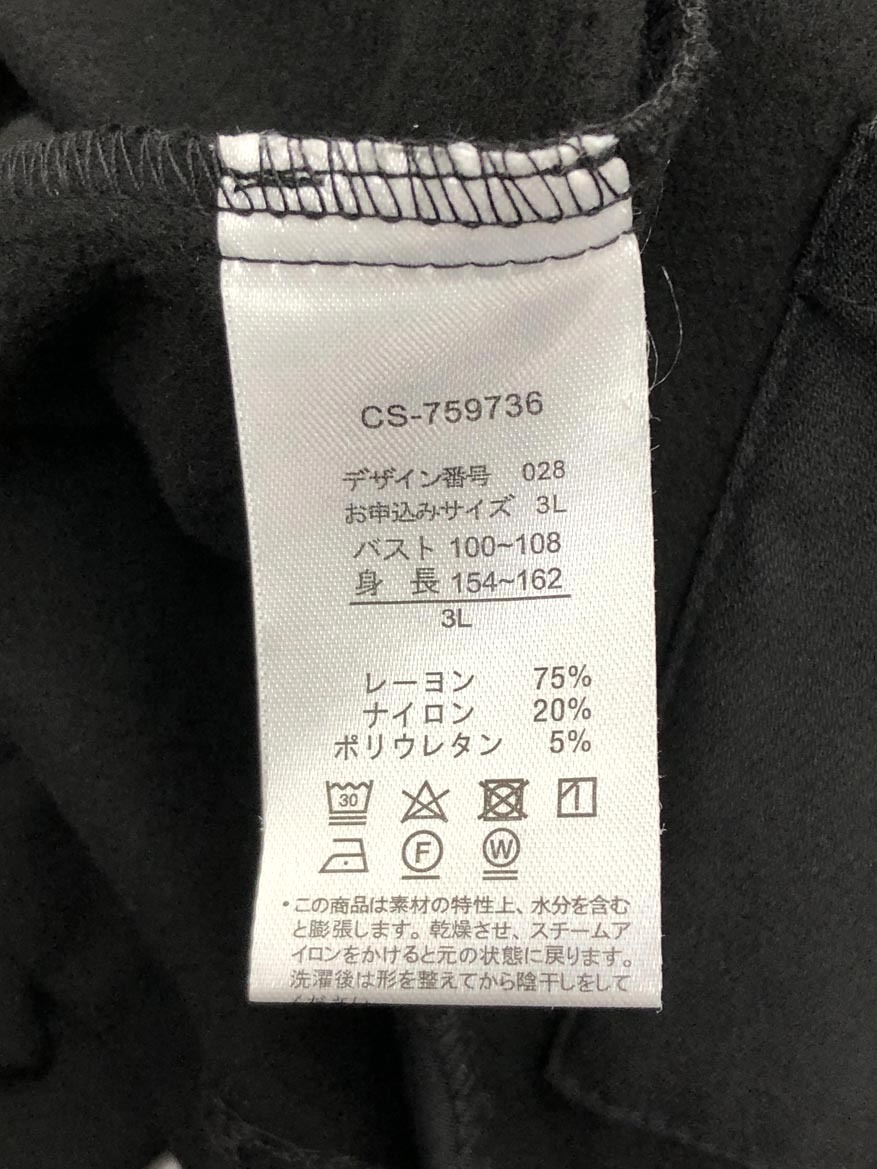 CS-759736
デザイン番号 028
お申込みサイズ 3L
バスト 100~108
身 長 154~162
3L
レーヨン 75%
ナイロン 20%
ポリウレタン 5%
30
F W
・この商品は素材の特性上、水分を含む
と膨張します。乾燥させ、スチームア
イロンをかけると元の状態に戻ります。
洗濯後は形を整えてから陰干しをして